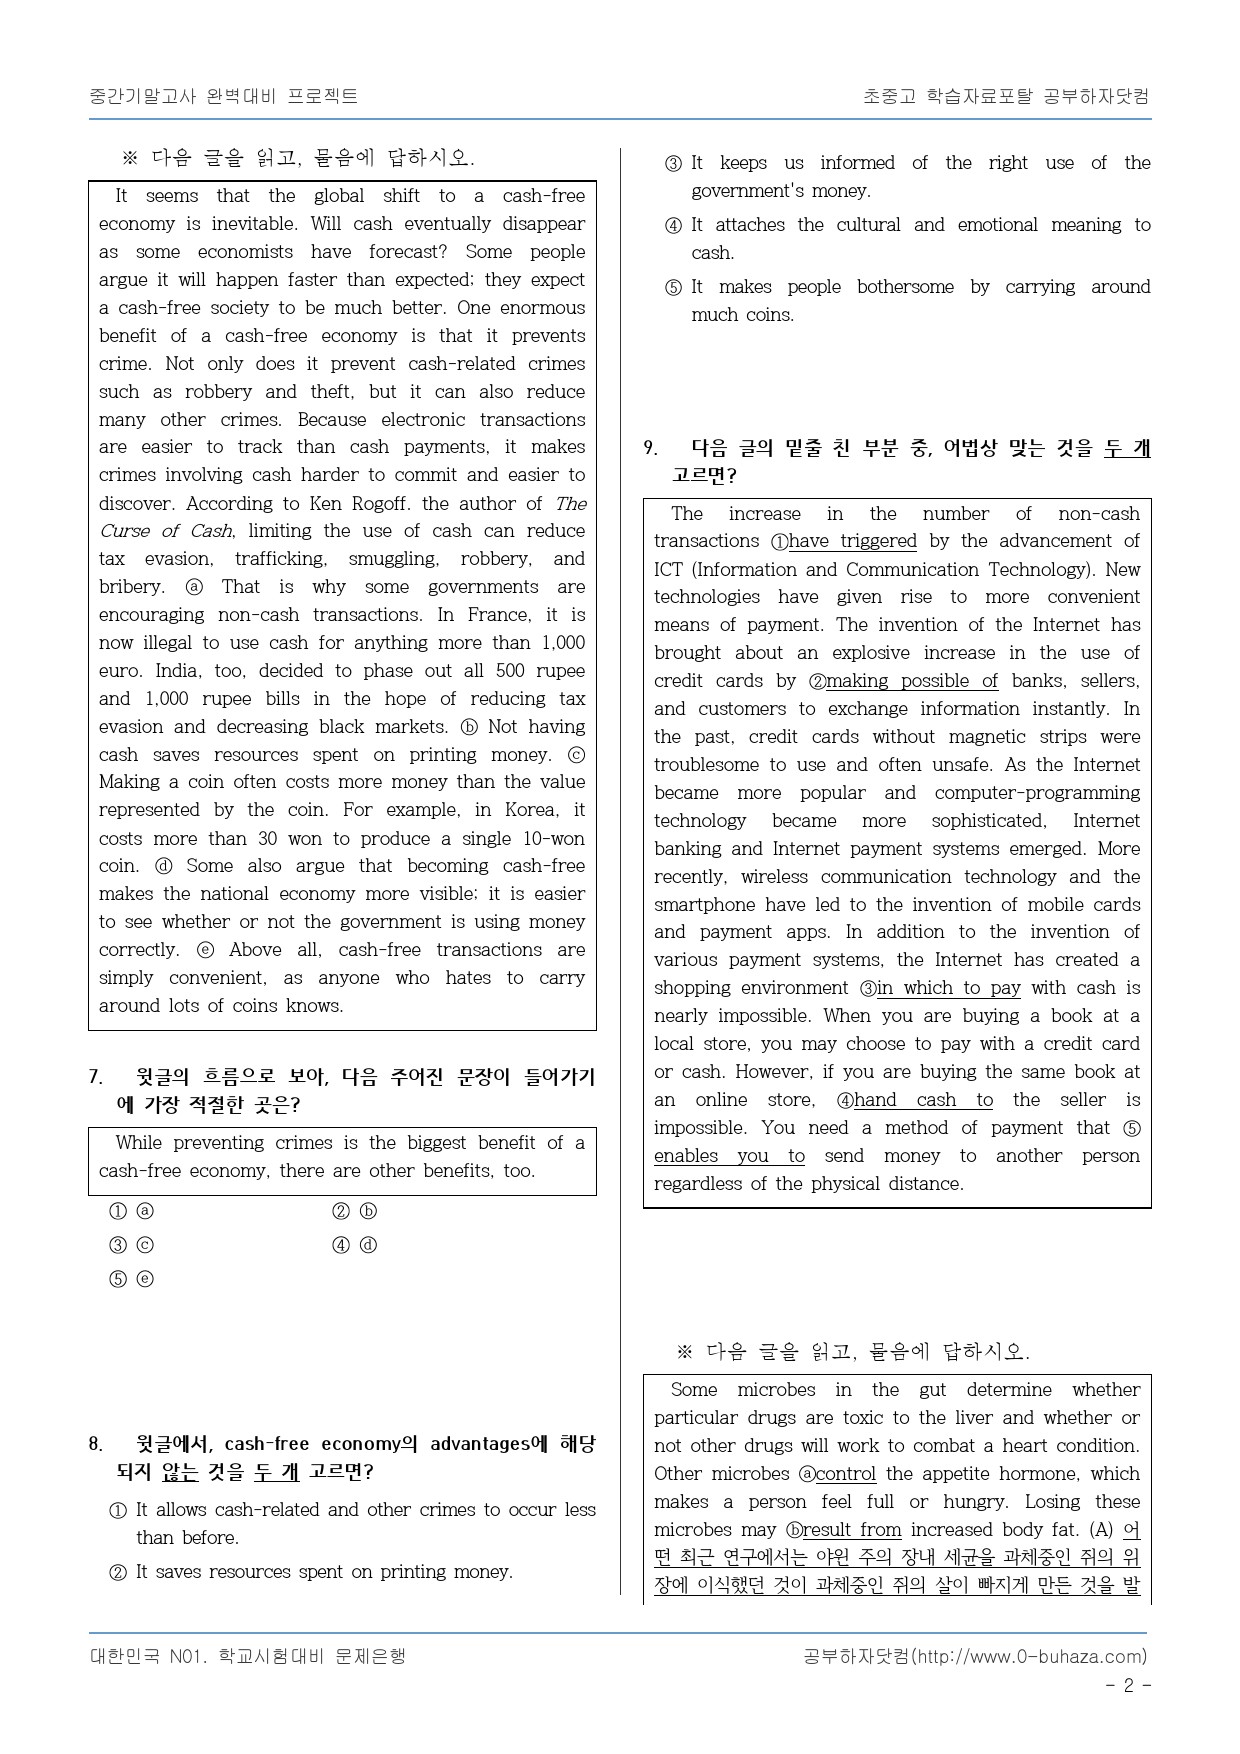 중간기말고사 완벽대비 프로젝트
초중고 학습자료포탈 공부하자닷컴
※ 다음 글을 읽고, 물음에 답하시오.
It seems that the global shift to a cash-free
economy is inevitable. Will cash eventually disappear
as some economists have forecast? Some people
argue it will happen faster than expected; they expect
a cash-free society to be much better. One enormous
benefit of a cash-free economy is that it prevents
crime. Not only does it prevent cash-related crimes
such as robbery and theft, but it can also reduce
many other crimes. Because electronic transactions
are easier to track than cash payments, it makes
crimes involving cash harder to commit and easier to
discover. According to Ken Rogoff. the author of The
Curse of Cash, limiting the use of cash can reduce
tax evasion, trafficking, smuggling, robbery, and
bribery. ⓐ That is why some governments are
encouraging non-cash transactions. In France, it is
now illegal to use cash for anything more than 1,000
euro. India, too, decided to phase out all 500 rupee
and 1,000 rupee bills in the hope of reducing tax
evasion and decreasing black markets. ⓑ Not having
cash saves resources spent on printing money. ⓒ
Making a coin often costs more money than the value
represented by the coin. For example, in Korea, it
costs more than 30 won to produce a single 10-won
coin. ⓓ Some also argue that becoming cash-free
makes the national economy more visible; it is easier
to see whether or not the government is using money
correctly. ⓔ Above all, cash-free transactions are
simply convenient, as anyone who hates to carry
around lots of coins knows.
7. 윗글의 흐름으로 보아, 다음 주어진 문장이 들어가기
에 가장 적절한 곳은?
While preventing crimes is the biggest benefit of a
cash-free economy, there are other benefits, too.
① ⓐ ② ⓑ
③ ⓒ ④ ⓓ
⑤ ⓔ
8. 윗글에서, cash-free economy의 advantages에 해당
되지 않는 것을 두 개 고르면?
① It allows cash-related and other crimes to occur less
than before.
② It saves resources spent on printing money.
③ It keeps us informed of the right use of the
government's money.
④ It attaches the cultural and emotional meaning to
cash.
⑤ It makes people bothersome by carrying around
much coins.
9. 다음 글의 밑줄 친 부분 중, 어법상 맞는 것을 두 개
고르면?
The increase in the number of non-cash
transactions ①have triggered by the advancement of
ICT (Information and Communication Technology). New
technologies have given rise to more convenient
means of payment. The invention of the Internet has
brought about an explosive increase in the use of
credit cards by ②making possible of banks, sellers,
and customers to exchange information instantly. In
the past, credit cards without magnetic strips were
troublesome to use and often unsafe. As the Internet
became more popular and computer-programming
technology became more sophisticated, Internet
banking and Internet payment systems emerged. More
recently, wireless communication technology and the
smartphone have led to the invention of mobile cards
and payment apps. In addition to the invention of
various payment systems, the Internet has created a
shopping environment ③in which to pay with cash is
nearly impossible. When you are buying a book at a
local store, you may choose to pay with a credit card
or cash. However, if you are buying the same book at
an online store, ④hand cash to the seller is
impossible. You need a method of payment that ⑤
enables you to send money to another person
regardless of the physical distance.
※ 다음 글을 읽고, 물음에 답하시오.
Some microbes in the gut determine whether
particular drugs are toxic to the liver and whether or
not other drugs will work to combat a heart condition.
Other microbes ⓐcontrol the appetite hormone, which
makes a person feel full or hungry. Losing these
microbes may ⓑresult from increased body fat. (A) 어
떤 최근 연구에서는 야윈 주의 장내 세균을 과체중인 쥐의 위
장에 이식했던 것이 과체중인 쥐의 살이 빠지게 만든 것을 발
대한민국 N01. 학교시험대비 문제은행
공부하자닷컴(http://www.0-buhaza.com)
- 2 -